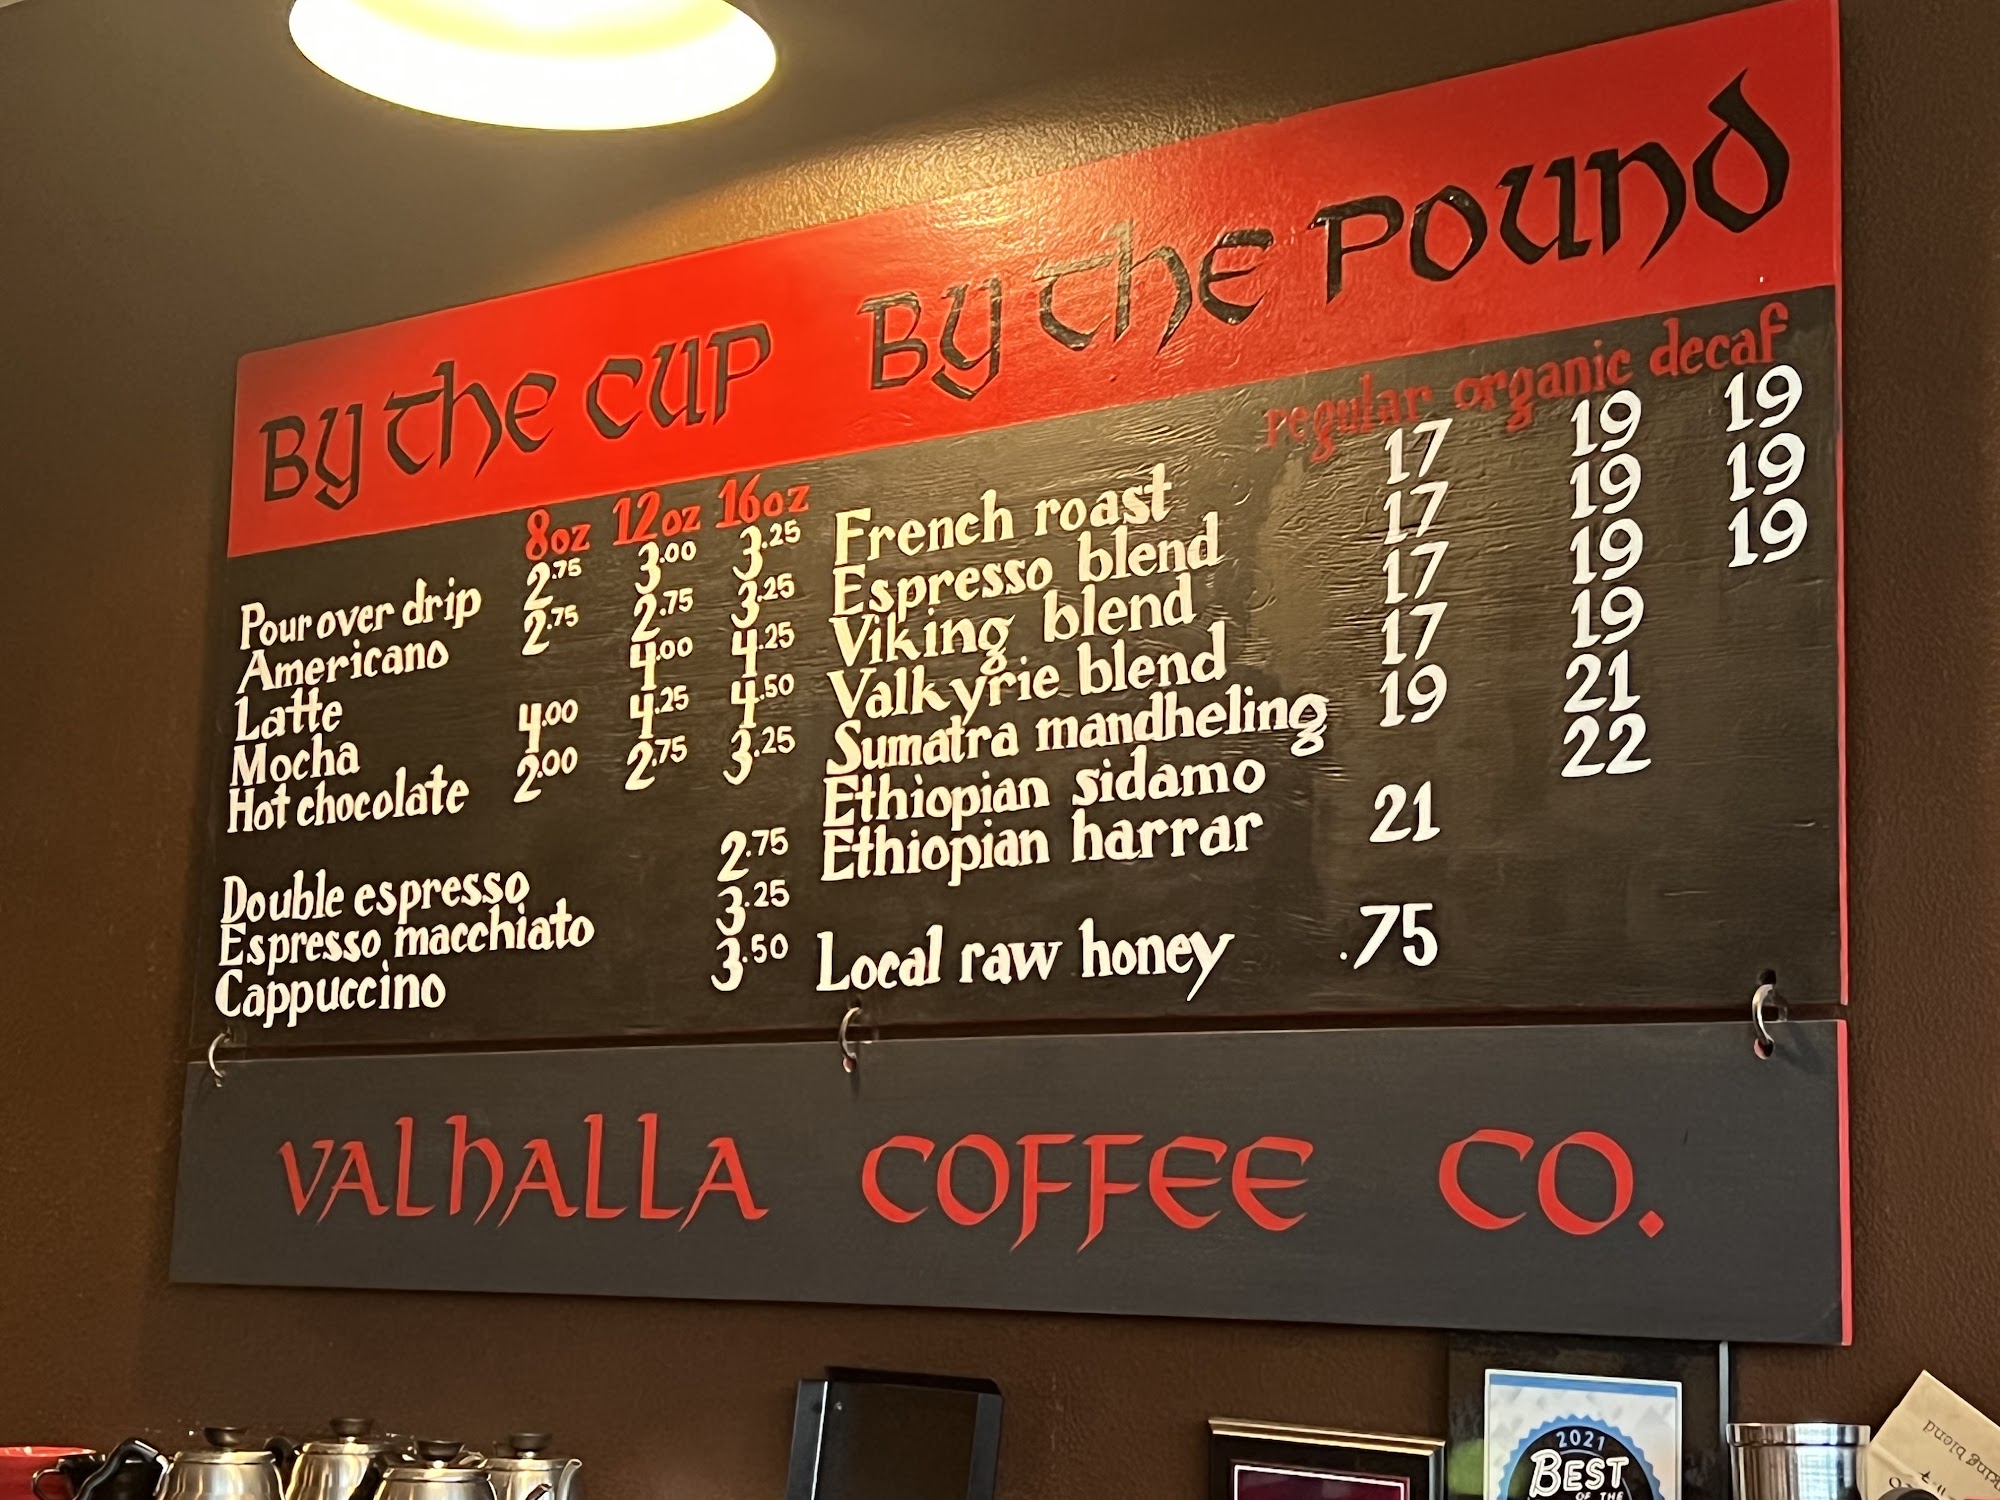 By the cup
8oz 12oz 16oz
Pour over drip 2.75 3.00 3.25
Americano 2.75 2.75 3.25
Latte 4.00 4.25
Mocha 4.00 4.25 4.50
Hot chocolate 2.00 2.75 3.25
Double espresso 2.75
Espresso macchiato 3.25
Cappuccino 3.50
By the pound
regular organic decaf
French roast 17 19 19
Espresso blend 17 19 19
Viking blend 17 19 19
Valkyrie blend 17 19
Sumatra mandheling 19 21
Ethiopian sidamo 22
Ethiopian harrar 21
Local raw honey .75
VALHALLA COFFEE CO.
2021
BEST
OF THE
blend